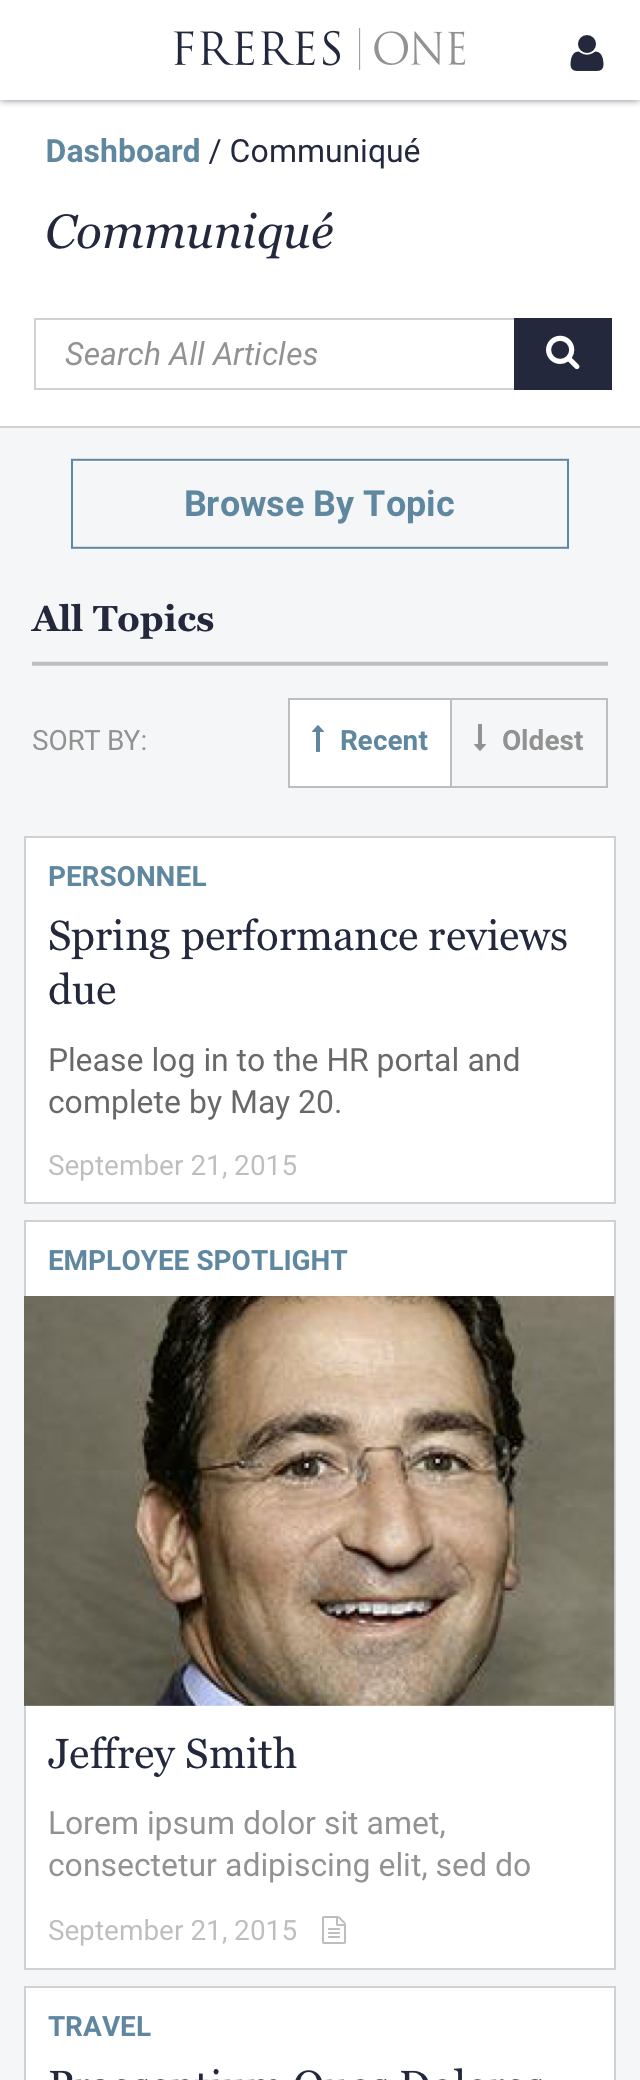 FRERES | ONE
Dashboard / Communiqué
Communiqué
Search All Articles
Browse By Topic
All Topics
SORT BY:
Recent
Oldest
PERSONNEL
Spring performance reviews
due
Please log in to the HR portal and
complete by May 20.
September 21, 2015
EMPLOYEE SPOTLIGHT
Jeffrey Smith
Lorem ipsum dolor sit amet,
consectetur adipiscing elit, sed do
September 21, 2015
TRAVEL